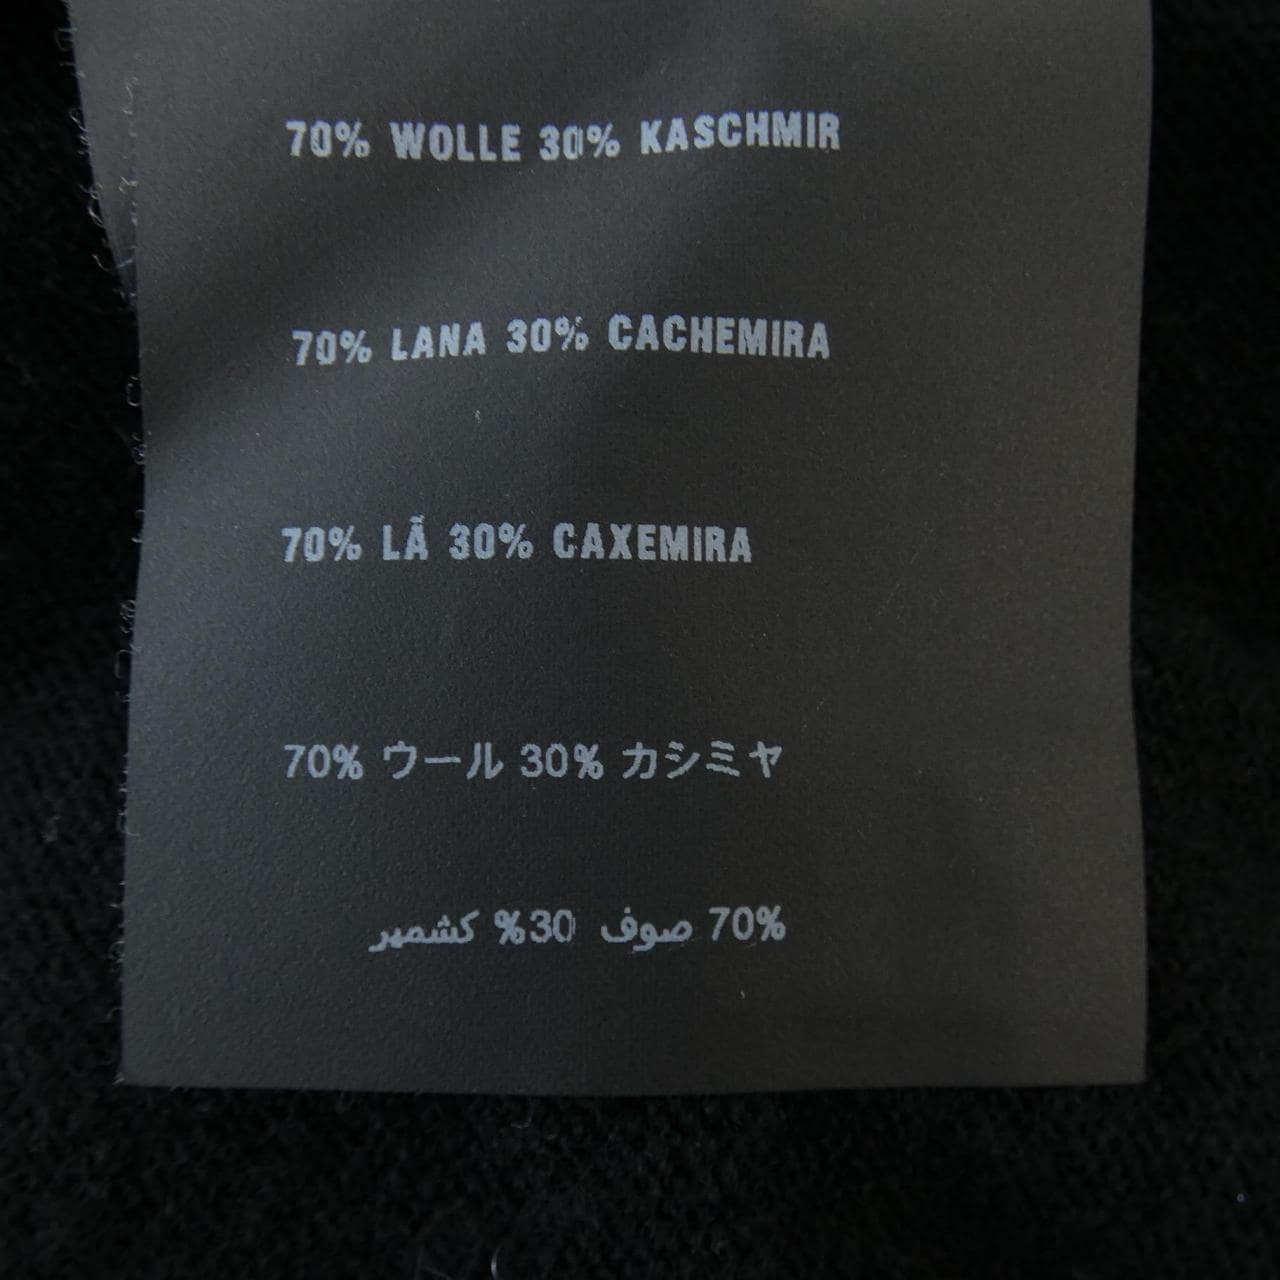 70% WOLLE 30% KASCHMIR
70% LANA 30% CACHEMIRA
70% LÃ 30% CAXEMIRA
70% ウール 30% カシミヤ
70% صوف 30% كشمير